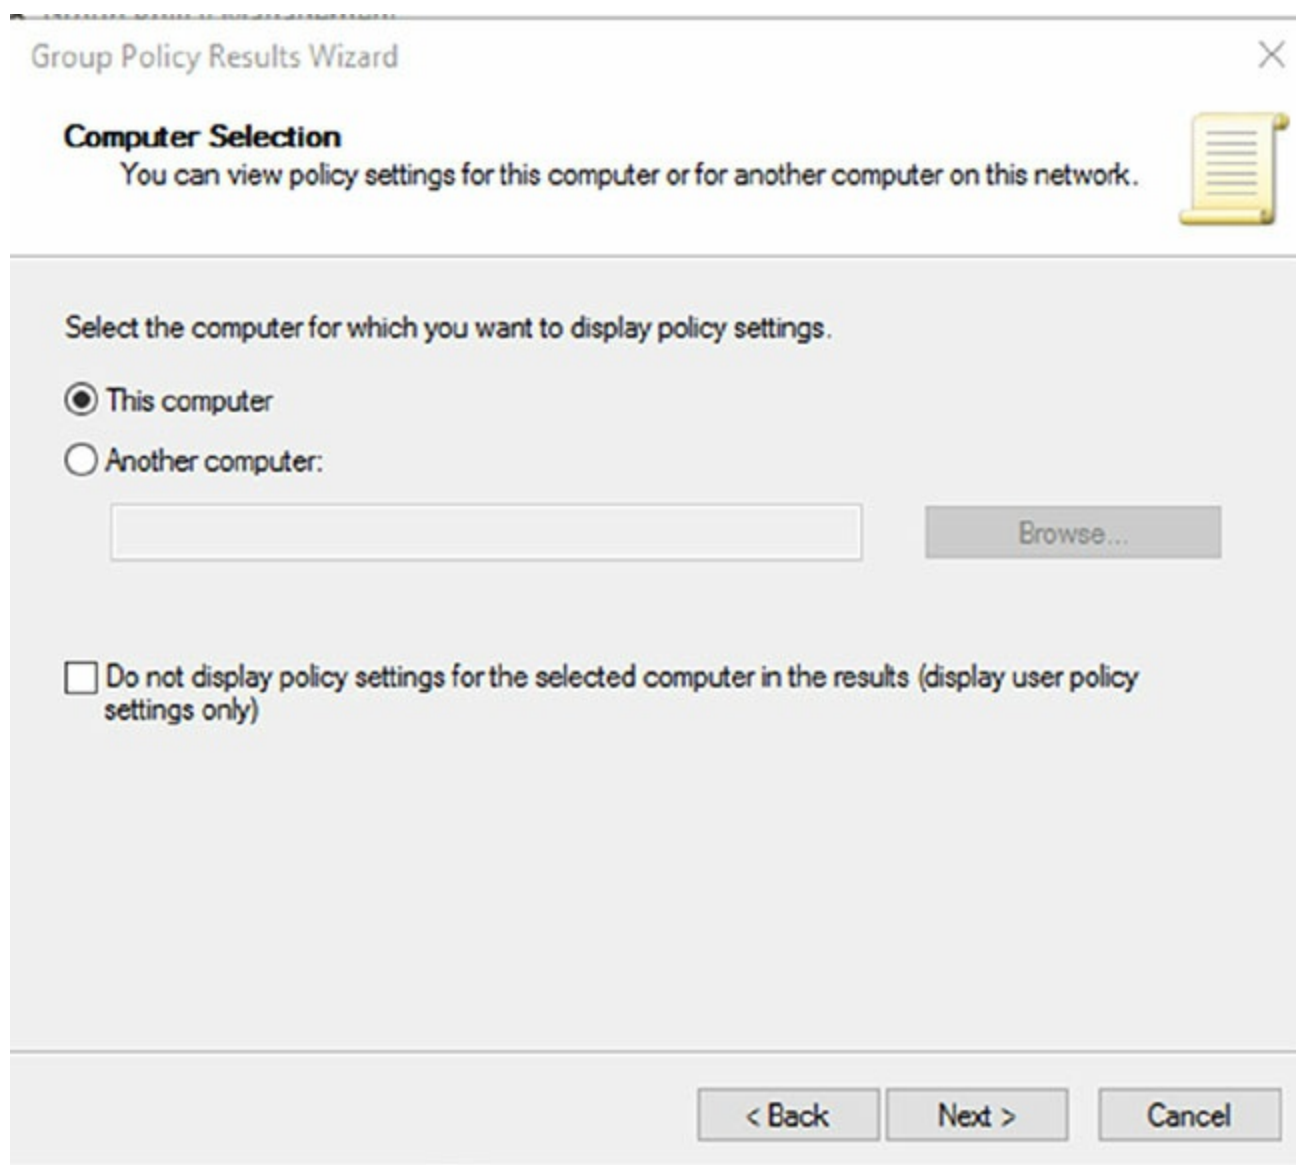 Group Policy Management
Group Policy Results Wizard
Computer Selection
You can view policy settings for this computer or for another computer on this network.
Select the computer for which you want to display policy settings.
This computer
Another computer:
Browse...
Do not display policy settings for the selected computer in the results (display user policy
settings only)
< Back
Next >
Cancel